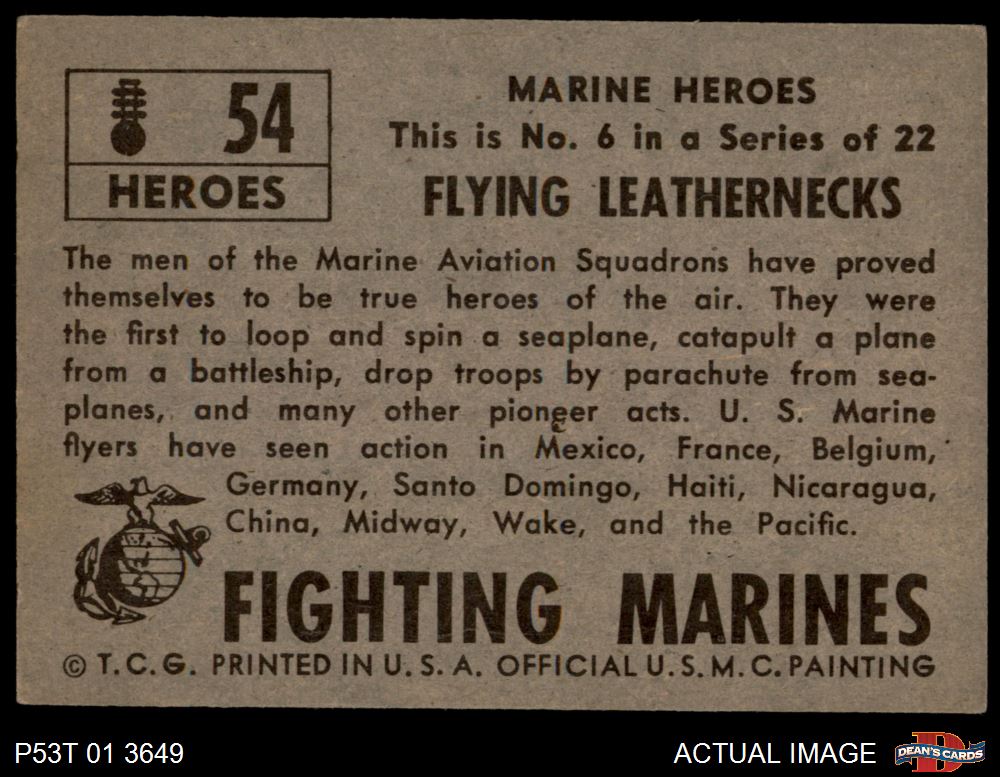 54
HEROES
MARINE HEROES
This is No. 6 in a Series of 22
FLYING LEATHERNECKS
The men of the Marine Aviation Squadrons have proved
themselves to be true heroes of the air. They were
the first to loop and spin a seaplane, catapult a plane
from a battleship, drop troops by parachute from sea-
planes, and many other pioneer acts. U. S. Marine
flyers have seen action in Mexico, France, Belgium,
Germany, Santo Domingo, Haiti, Nicaragua,
China, Midway, Wake, and the Pacific.
FIGHTING MARINES
© T.C.G. PRINTED IN U.S.A. OFFICIAL U.S.M.C. PAINTING
P53T 01 3649
ACTUAL IMAGE
D
DEAN'S CARDS